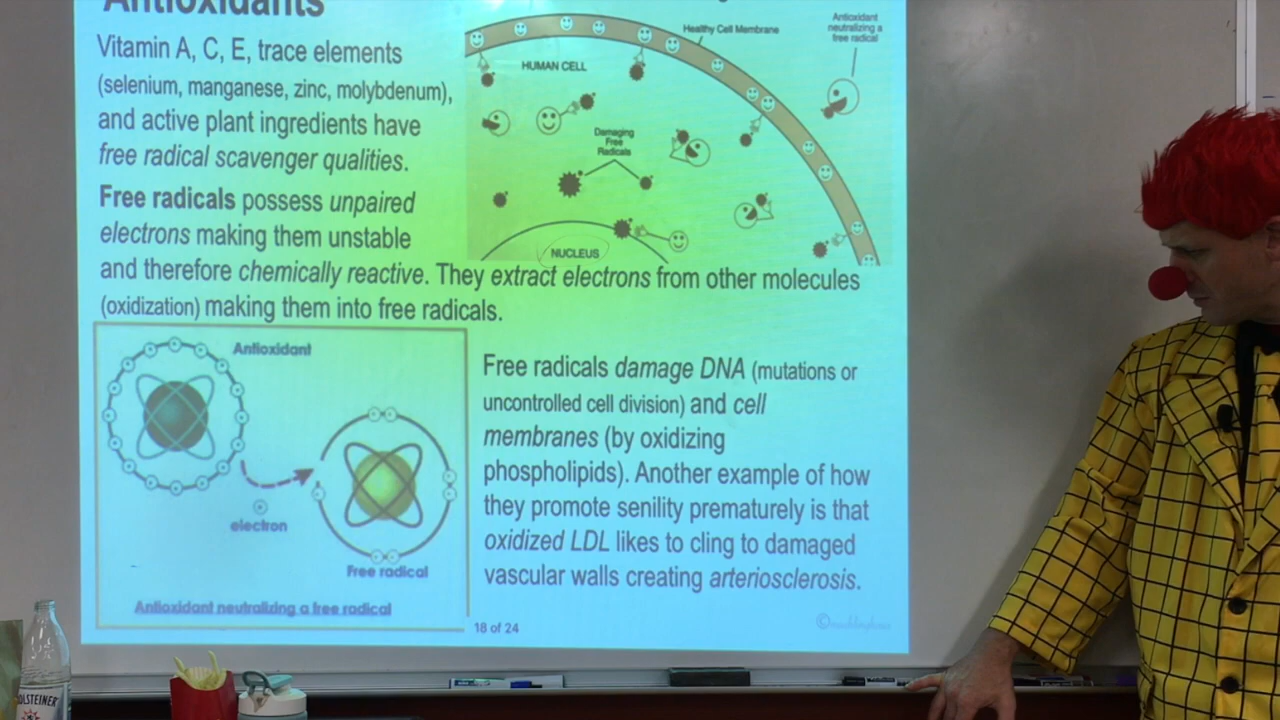 Antioxidants
Vitamin A, C, E, trace elements
(selenium, manganese, zinc, molybdenum),
and active plant ingredients have
free radical scavenger qualities.
Free radicals possess unpaired
electrons making them unstable
and therefore chemically reactive. They extract electrons from other molecules
(oxidization) making them into free radicals.
Healthy Cell Membrane
Antioxidant
neutralizing a
free radical
HUMAN CELL
Damaging
Free
Radicals
NUCLEUS
Antioxidant
electron
Free radical
Antioxidant neutralizing a free radical
Free radicals damage DNA (mutations or
uncontrolled cell division) and cell
membranes (by oxidizing
phospholipids). Another example of how
they promote senility prematurely is that
oxidized LDL likes to cling to damaged
vascular walls creating arteriosclerosis.
18 of 24
OLSTEINER